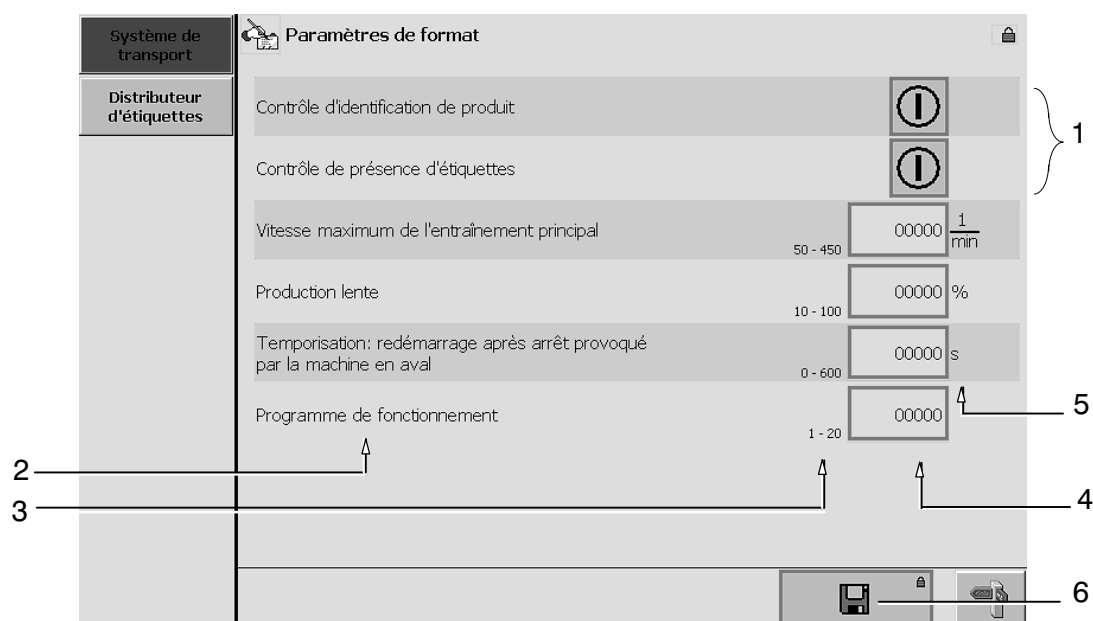 Système de
transport
Distributeur
d'étiquettes
Paramètres de format
Contrôle d'identification de produit
1
Contrôle de présence d'étiquettes
Vitesse maximum de l'entraînement principal
50 - 450
00000
1
min
Production lente
10 - 100
00000 %
Temporisation: redémarrage après arrêt provoqué
par la machine en aval
0 - 600
00000 s
Programme de fonctionnement
1 - 20
00000
5
2
3
4
6